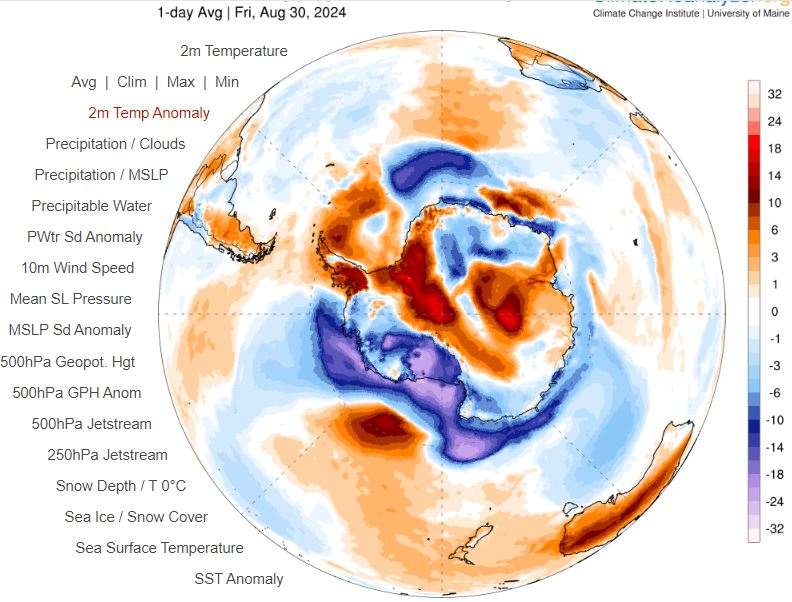 1-day Avg | Fri, Aug 30, 2024
Climate Change Institute | University of Maine
2m Temperature
Avg | Clim | Max | Min
2m Temp Anomaly
Precipitation / Clouds
Precipitation / MSLP
Precipitable Water
PWtr Sd Anomaly
10m Wind Speed
Mean SL Pressure
MSLP Sd Anomaly
500hPa Geopot. Hgt
500hPa GPH Anom
500hPa Jetstream
250hPa Jetstream
Snow Depth / T 0°C
Sea Ice / Snow Cover
Sea Surface Temperature
SST Anomaly
32
24
18
14
10
6
3
1
0
-1
-3
-6
-10
-14
-18
-24
-32